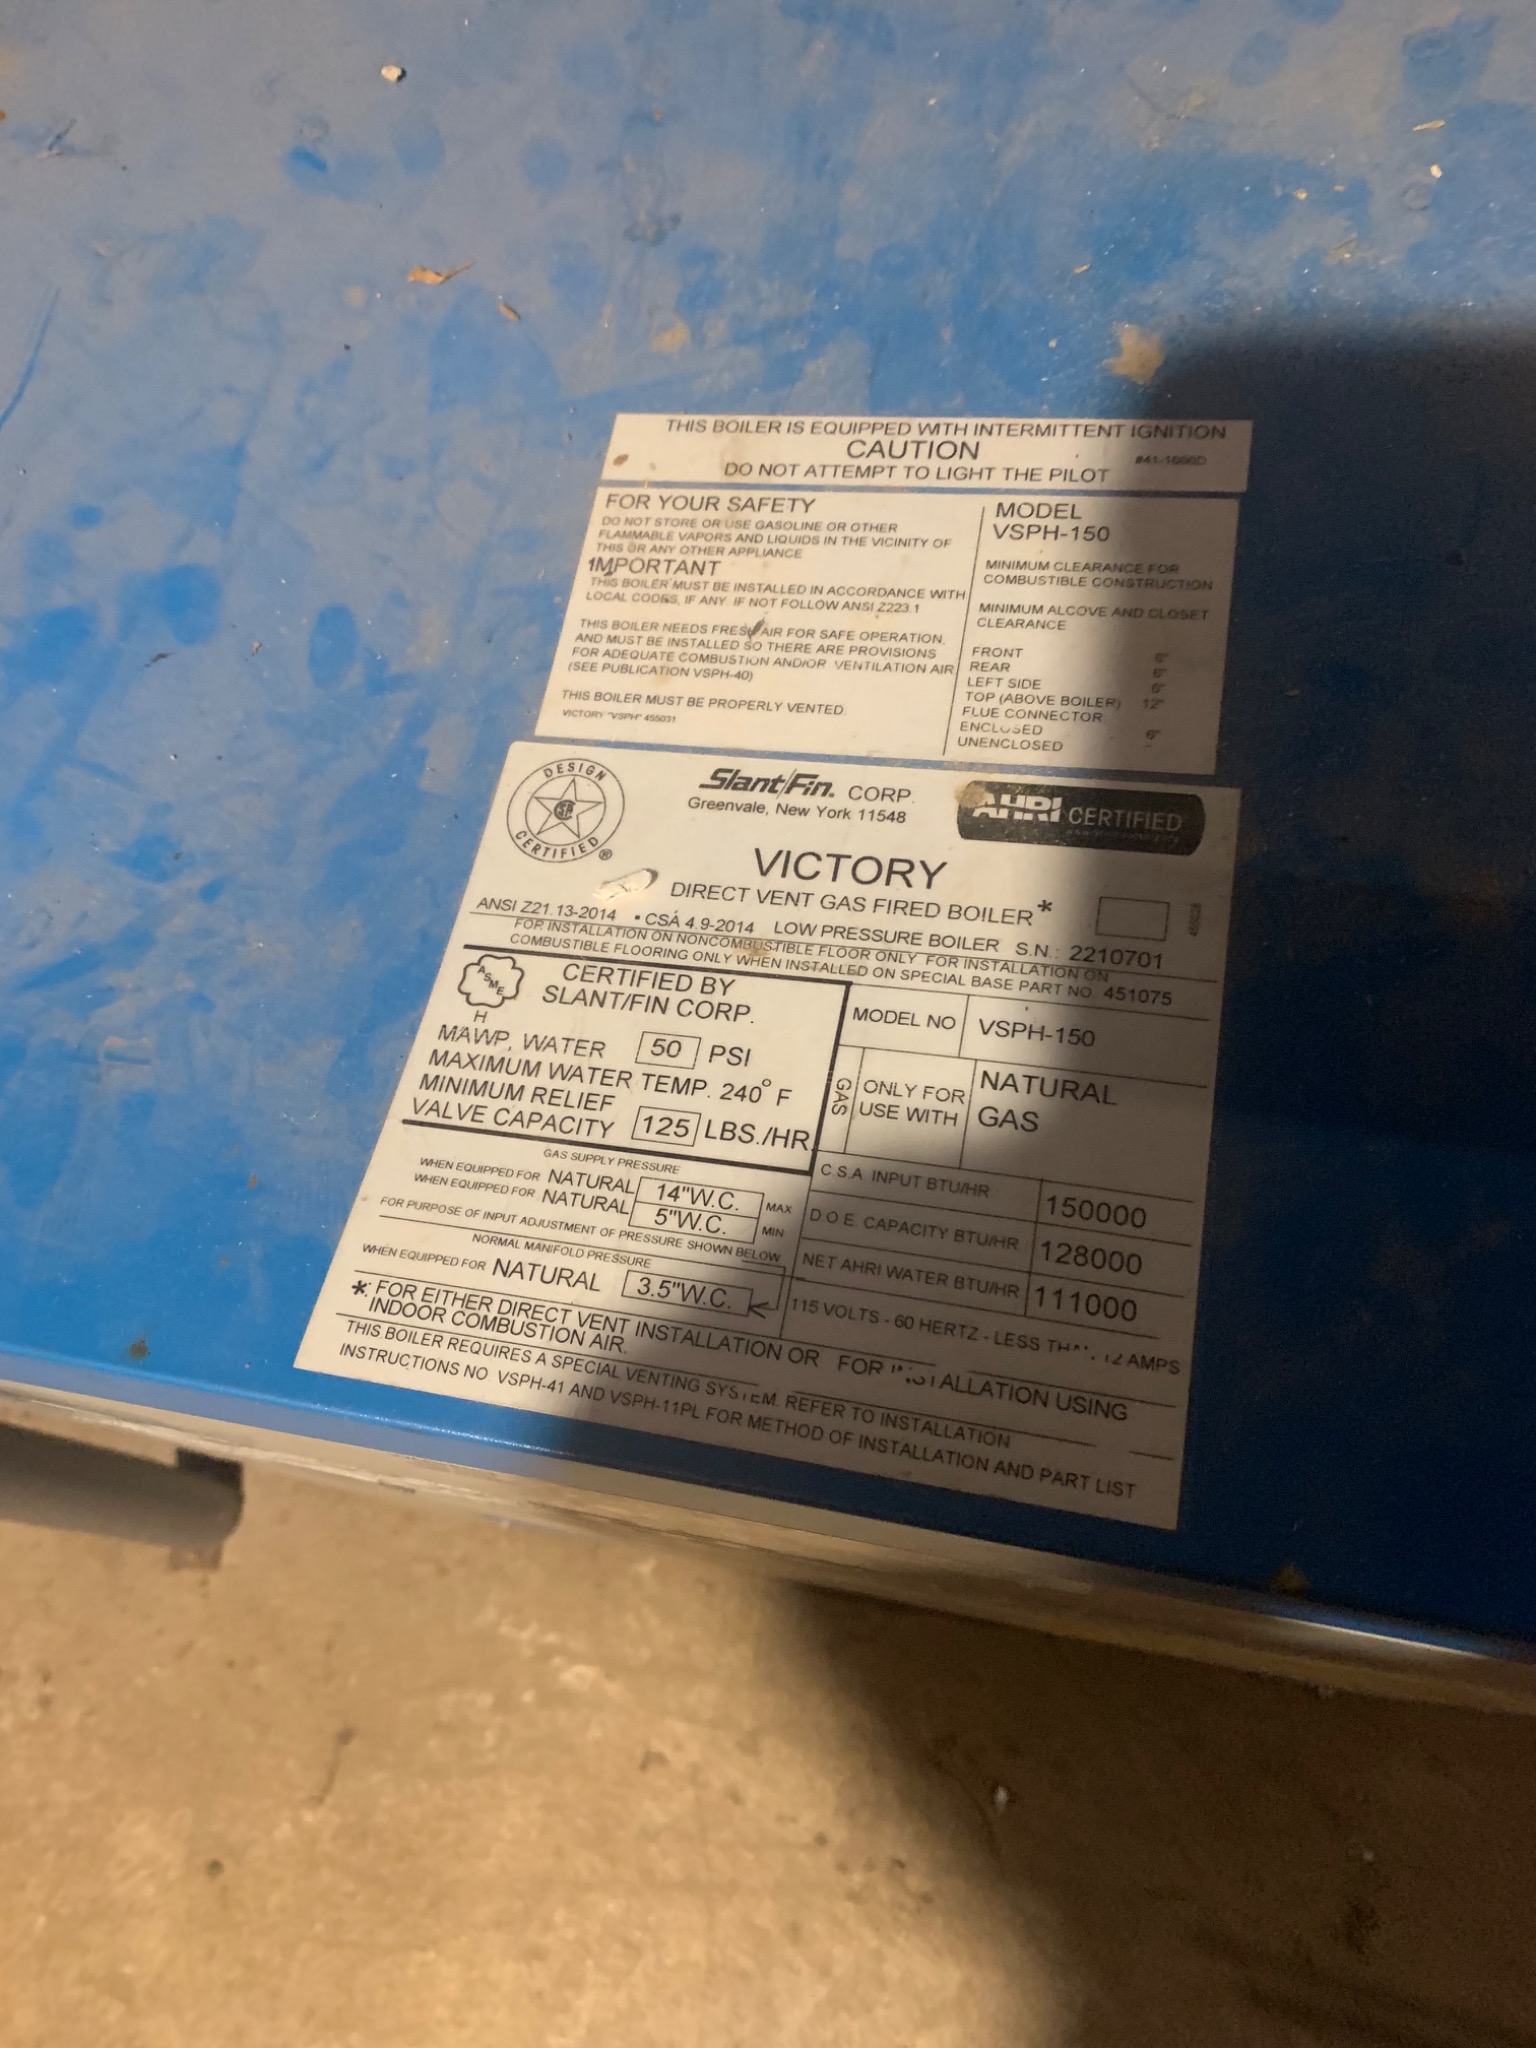 THIS BOILER IS EQUIPPED WITH INTERMITTENT IGNITION
CAUTION
DO NOT ATTEMPT TO LIGHT THE PILOT
FOR YOUR SAFETY
DO NOT STORE OR USE GASOLINE OR OTHER
FLAMMABLE VAPORS AND LIQUIDS IN THE VICINITY OF
THIS OR ANY OTHER APPLIANCE
IMPORTANT
THIS BOILER MUST BE INSTALLED IN ACCORDANCE WITH
LOCAL CODES, IF ANY. IF NOT FOLLOW ANSI Z223.1
THIS BOILER NEEDS FRESH AIR FOR SAFE OPERATION,
AND MUST BE INSTALLED SO THERE ARE PROVISIONS
FOR ADEQUATE COMBUSTION AND/OR VENTILATION AIR
(SEE PUBLICATION VSPH-40)
THIS BOILER MUST BE PROPERLY VENTED.
VICTORY "VSPH" 455031
MODEL
VSPH-150
MINIMUM CLEARANCE FOR
COMBUSTIBLE CONSTRUCTION
MINIMUM ALCOVE AND CLOSET
CLEARANCE
FRONT 6"
REAR 6"
LEFT SIDE 6"
TOP (ABOVE BOILER) 12"
FLUE CONNECTOR
ENCLOSED 6"
UNENCLOSED
DESIGN
CERTIFIED ®
Slant/Fin. CORP.
Greenvale, New York 11548
AHRI CERTIFIED
VICTORY
DIRECT VENT GAS FIRED BOILER*
ANSI Z21.13-2014 • CSA 4.9-2014 LOW PRESSURE BOILER S.N.: 2210701
FOR INSTALLATION ON NONCOMBUSTIBLE FLOOR ONLY FOR INSTALLATION ON
COMBUSTIBLE FLOORING ONLY WHEN INSTALLED ON SPECIAL BASE PART NO. 451075
ASME
H
CERTIFIED BY
SLANT/FIN CORP.
MAWP, WATER 50 PSI
MAXIMUM WATER TEMP. 240° F
MINIMUM RELIEF
VALVE CAPACITY 125 LBS./HR.
MODEL NO VSPH-150
GAS
ONLY FOR
USE WITH
NATURAL
GAS
GAS SUPPLY PRESSURE
WHEN EQUIPPED FOR NATURAL 14"W.C. MAX
WHEN EQUIPPED FOR NATURAL 5"W.C. MIN
FOR PURPOSE OF INPUT ADJUSTMENT OF PRESSURE SHOWN BELOW
NORMAL MANIFOLD PRESSURE
WHEN EQUIPPED FOR NATURAL 3.5"W.C.
C.S.A. INPUT BTU/HR 150000
D.O.E. CAPACITY BTU/HR 128000
NET AHRI WATER BTU/HR 111000
115 VOLTS - 60 HERTZ - LESS THAN 12 AMPS
*: FOR EITHER DIRECT VENT INSTALLATION OR FOR INSTALLATION USING
INDOOR COMBUSTION AIR.
THIS BOILER REQUIRES A SPECIAL VENTING SYSTEM. REFER TO INSTALLATION
INSTRUCTIONS NO. VSPH-41 AND VSPH-11PL FOR METHOD OF INSTALLATION AND PART LIST